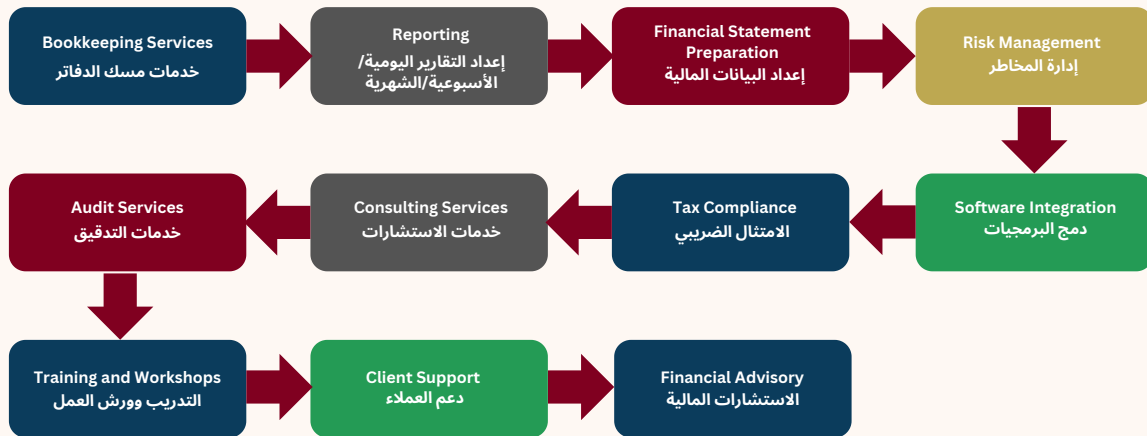 Bookkeeping Services
خدمات مسك الدفاتر
Reporting
إعداد التقارير اليومية/
الأسبوعية/الشهرية
Financial Statement
Preparation
إعداد البيانات المالية
Risk Management
إدارة المخاطر
Software Integration
دمج البرمجيات
Tax Compliance
الامتثال الضريبي
Consulting Services
خدمات الاستشارات
Audit Services
خدمات التدقيق
Training and Workshops
التدريب وورش العمل
Client Support
دعم العملاء
Financial Advisory
الاستشارات المالية